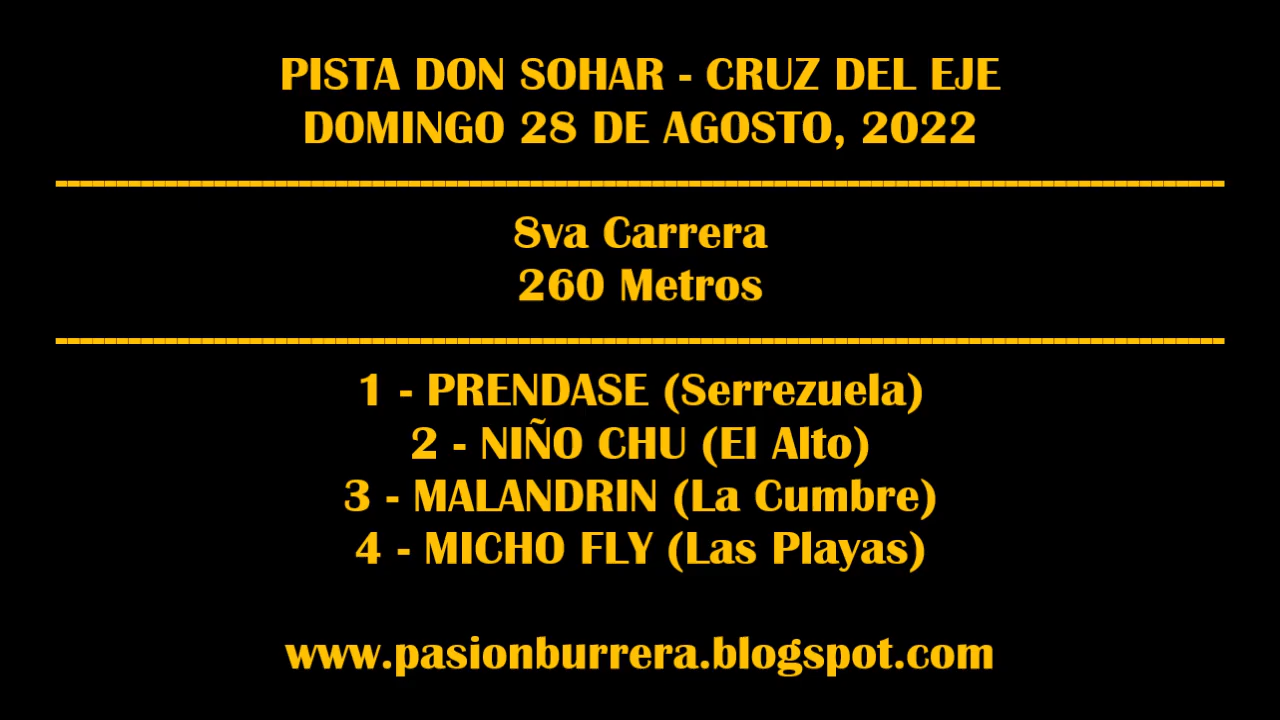 PISTA DON SOHAR - CRUZ DEL EJE
DOMINGO 28 DE AGOSTO, 2022
8va Carrera
260 Metros
1 - PRENDASE (Serrezuela)
2 - NIÑO CHU (El Alto)
3 - MALANDRIN (La Cumbre)
4 - MICHO FLY (Las Playas)
www.pasionburrera.blogspot.com